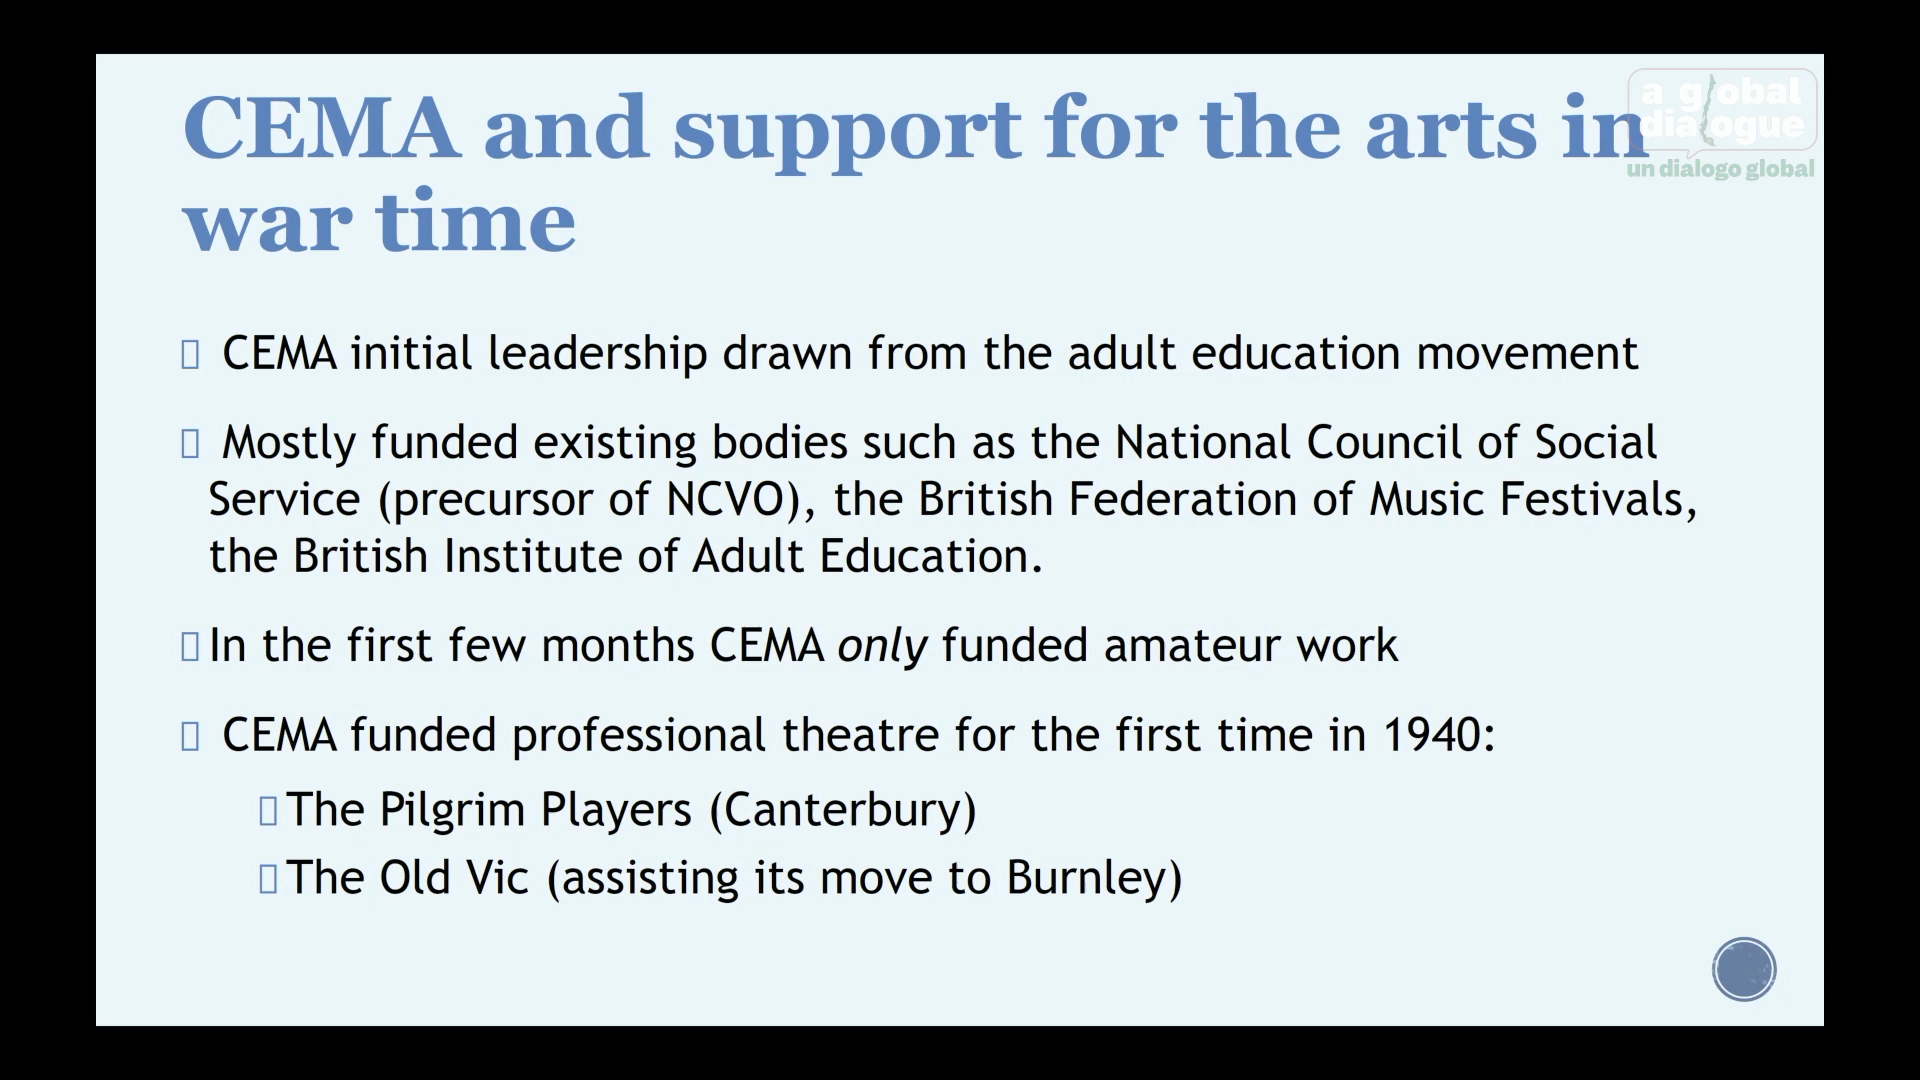 CEMA and support for the arts in
war time
a global
dialogue
un dialogo global
CEMA initial leadership drawn from the adult education movement
Mostly funded existing bodies such as the National Council of Social
Service (precursor of NCVO), the British Federation of Music Festivals,
the British Institute of Adult Education.
In the first few months CEMA only funded amateur work
CEMA funded professional theatre for the first time in 1940:
The Pilgrim Players (Canterbury)
The Old Vic (assisting its move to Burnley)